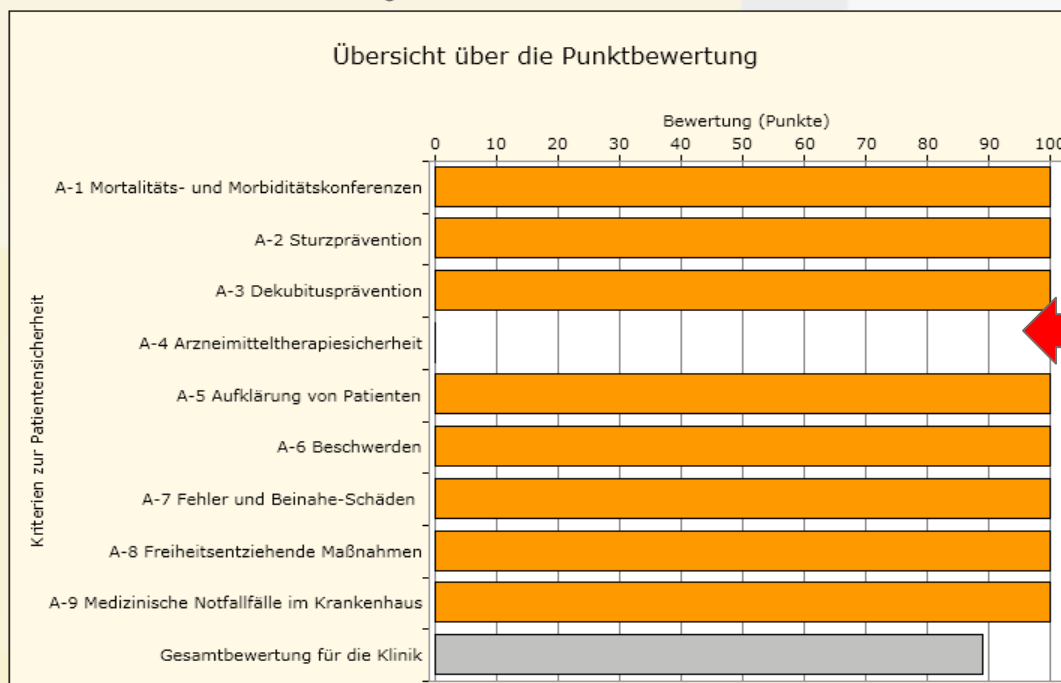 Übersicht über die Punktbewertung
Bewertung (Punkte)
0 10 20 30 40 50 60 70 80 90 100
Kriterien zur Patientensicherheit
A-1 Mortalitäts- und Morbiditätskonferenzen
A-2 Sturzprävention
A-3 Dekubitusprävention
A-4 Arzneimitteltherapiesicherheit
A-5 Aufklärung von Patienten
A-6 Beschwerden
A-7 Fehler und Beinahe-Schäden
A-8 Freiheitsentziehende Maßnahmen
A-9 Medizinische Notfallfälle im Krankenhaus
Gesamtbewertung für die Klinik